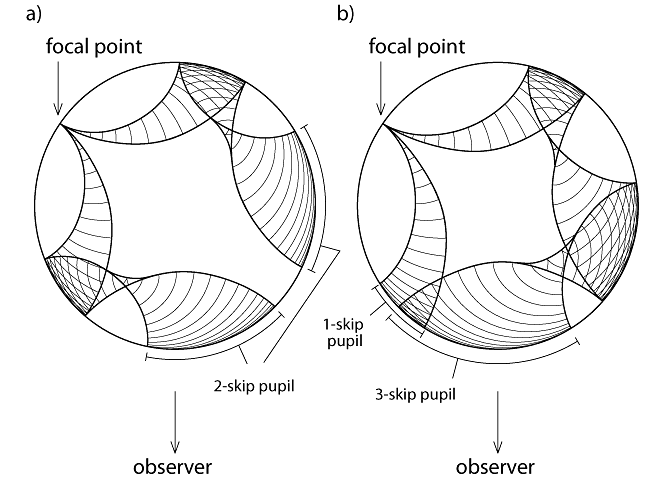 a)
focal point
2-skip pupil
observer
b)
focal point
1-skip
pupil
3-skip pupil
observer